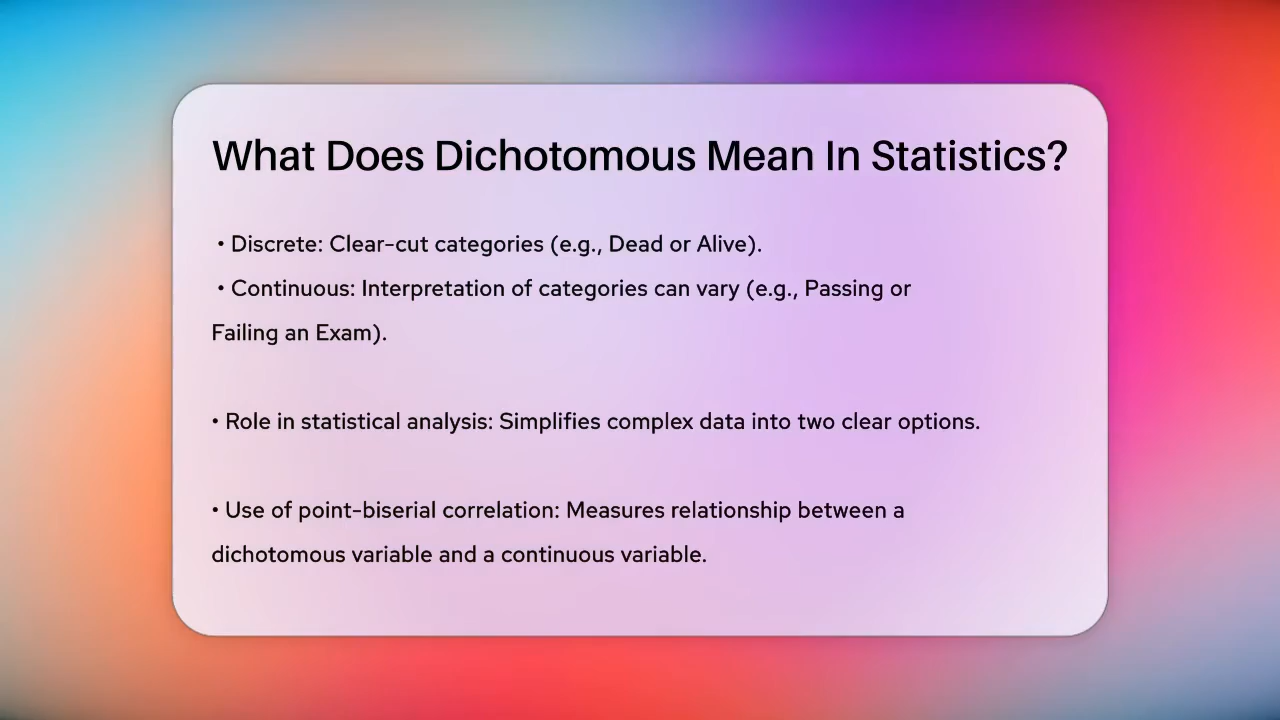 What Does Dichotomous Mean In Statistics?
• Discrete: Clear-cut categories (e.g., Dead or Alive).
• Continuous: Interpretation of categories can vary (e.g., Passing or
Failing an Exam).
• Role in statistical analysis: Simplifies complex data into two clear options.
• Use of point-biserial correlation: Measures relationship between a
dichotomous variable and a continuous variable.